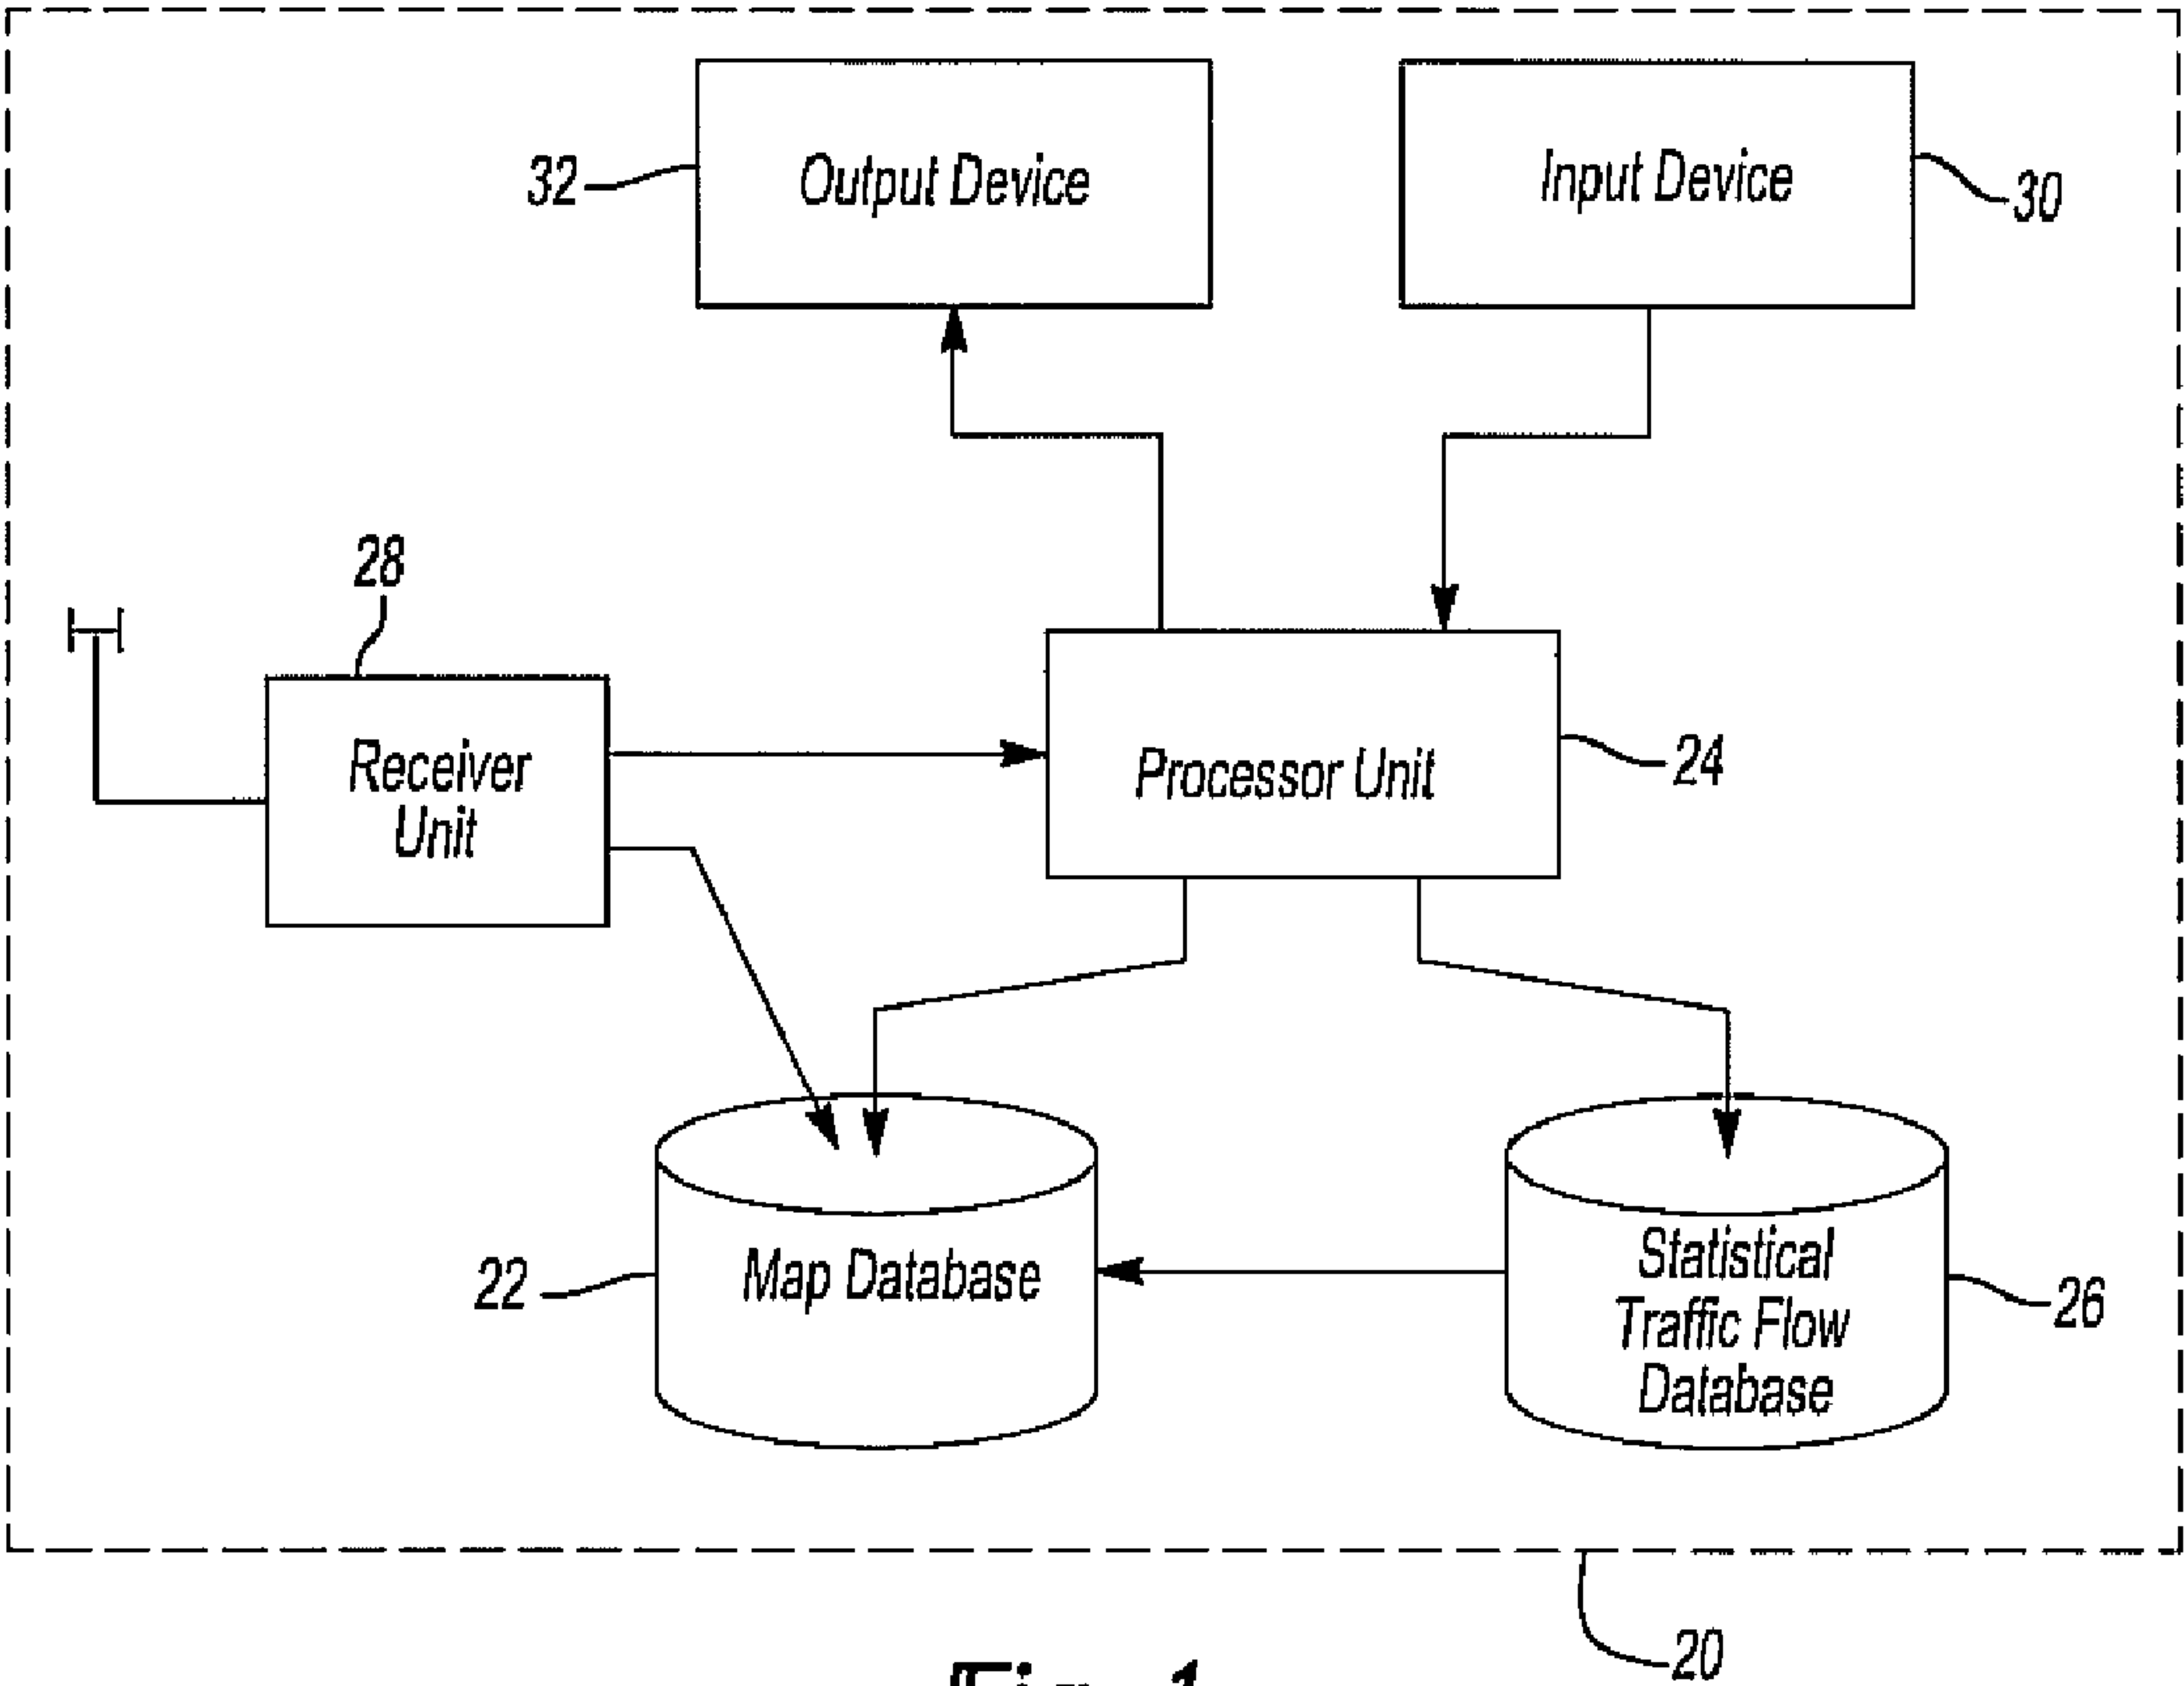 32
Output Device
Input Device
30
28
Receiver
Unit
Processor Unit
24
22
Map Database
Statistical
Traffic Flow
Database
26
20